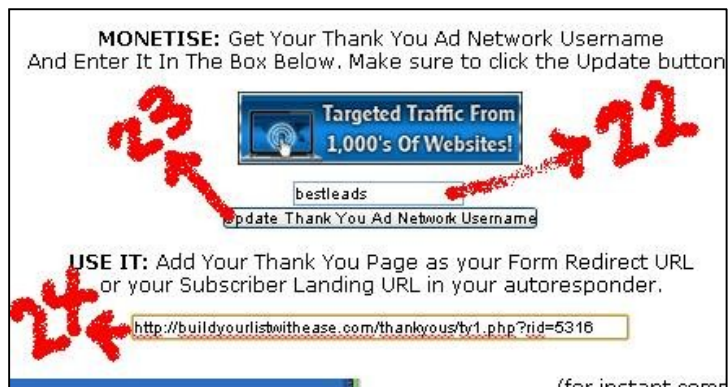 MONETISE: Get Your Thank You Ad Network Username
And Enter It In The Box Below. Make sure to click the Update button
23
Targeted Traffic From
1,000's Of Websites!
22
bestleads
Update Thank You Ad Network Username
USE IT: Add Your Thank You Page as your Form Redirect URL
or your Subscriber Landing URL in your autoresponder.
24
http://buildyourlistwithease.com/thankyous/ty1.php?rid=5316
(for instant